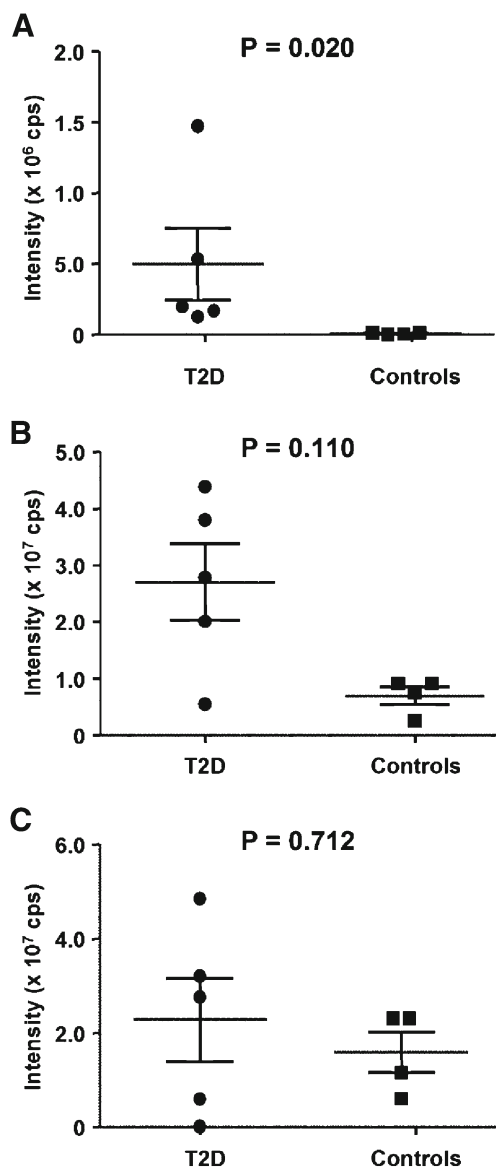 A
P = 0.020
Intensity (x 10⁶ cps)
2.0
1.5
1.0
5.0
0
T2D Controls
B
P = 0.110
Intensity (x 10⁷ cps)
5.0
4.0
3.0
2.0
1.0
0
T2D Controls
C
P = 0.712
Intensity (x 10⁷ cps)
6.0
4.0
2.0
0
T2D Controls